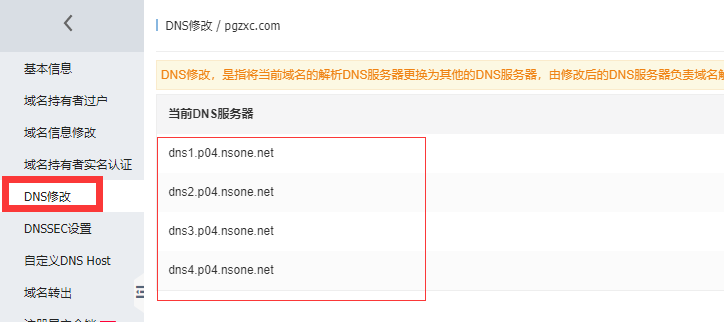 DNS修改 / pgzxc.com
基本信息
域名持有者过户
域名信息修改
域名持有者实名认证
DNS修改
DNSSEC设置
自定义DNS Host
域名转出
DNS修改，是指将当前域名的解析DNS服务器更换为其他的DNS服务器，由修改后的DNS服务器负责域名解
当前DNS服务器
dns1.p04.nsone.net
dns2.p04.nsone.net
dns3.p04.nsone.net
dns4.p04.nsone.net